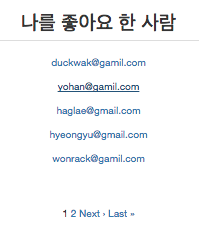 나를 좋아요 한 사람
duckwak@gamil.com
yohan@gamil.com
haglae@gmail.com
hyeongyu@gmail.com
wonrack@gamil.com
1 2 Next › Last »